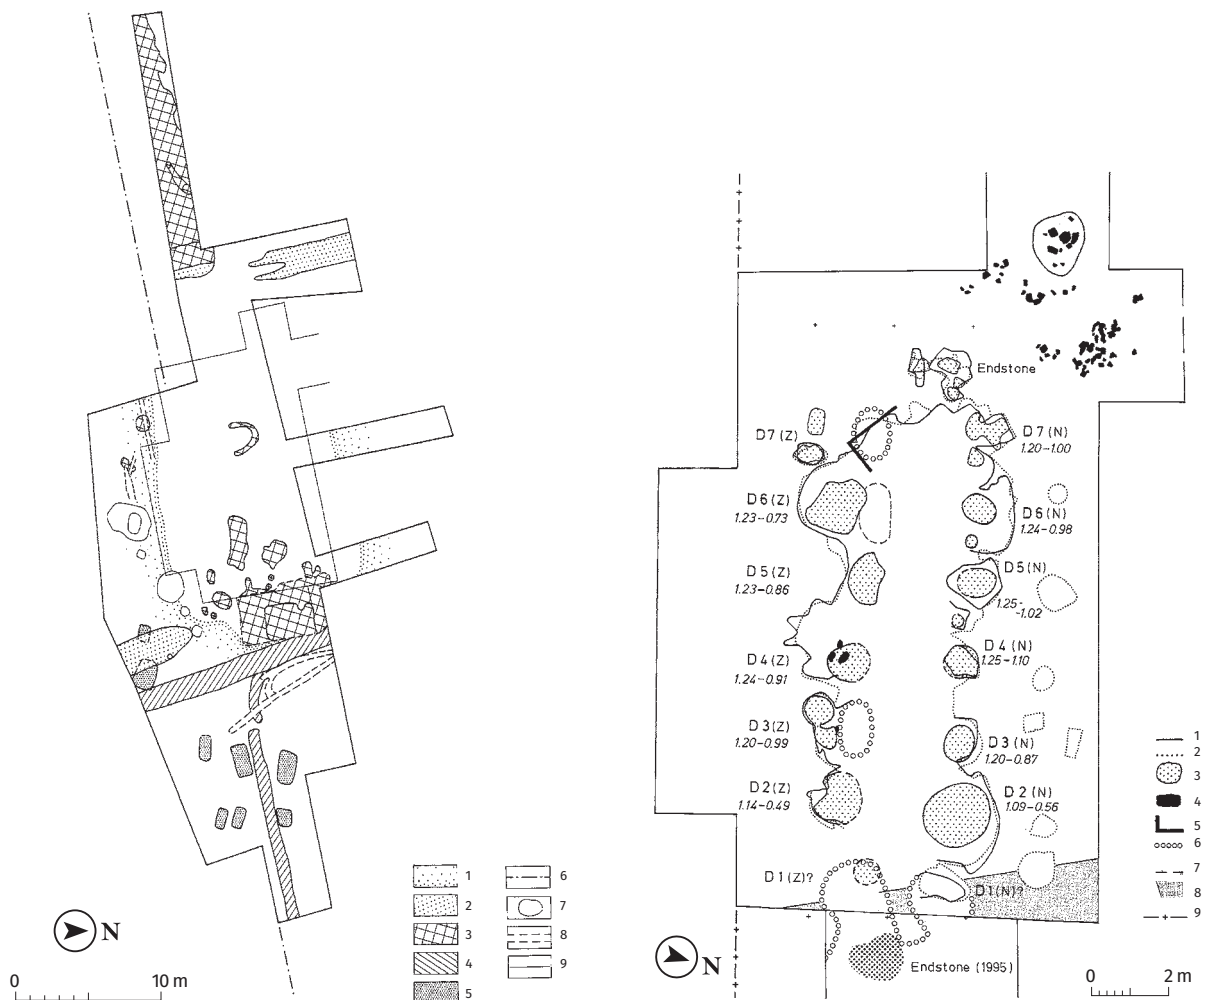 1
2
3
4
5
6
7
8
9
N
0 10 m
Endstone
D7(Z)
D7(N)
1.20-1.00
D6(Z)
1.23-0.73
D6(N)
1.24-0.98
D5(Z)
1.23-0.86
D5(N)
1.25-
-1.02
D4(Z)
1.24-0.91
D4(N)
1.25-1.10
D3(Z)
1.20-0.99
D3(N)
1.20-0.87
D2(Z)
1.14-0.49
D2(N)
1.09-0.56
D1(Z)?
D1(N)?
Endstone (1995)
1
2
3
4
5
6
7
8
9
N
0 2 m